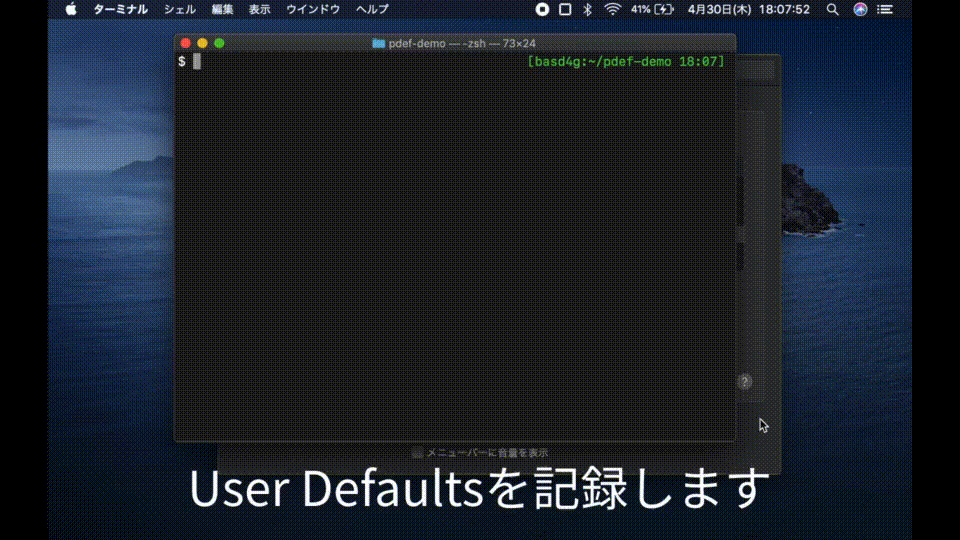 ターミナル シェル 編集 表示 ウインドウ ヘルプ 41% 4月30日(木) 18:07:52
pdef-demo — -zsh — 73×24
$ [basd4g:~/pdef-demo 18:07]
?
メニューバーに音量を表示
User Defaultsを記録します